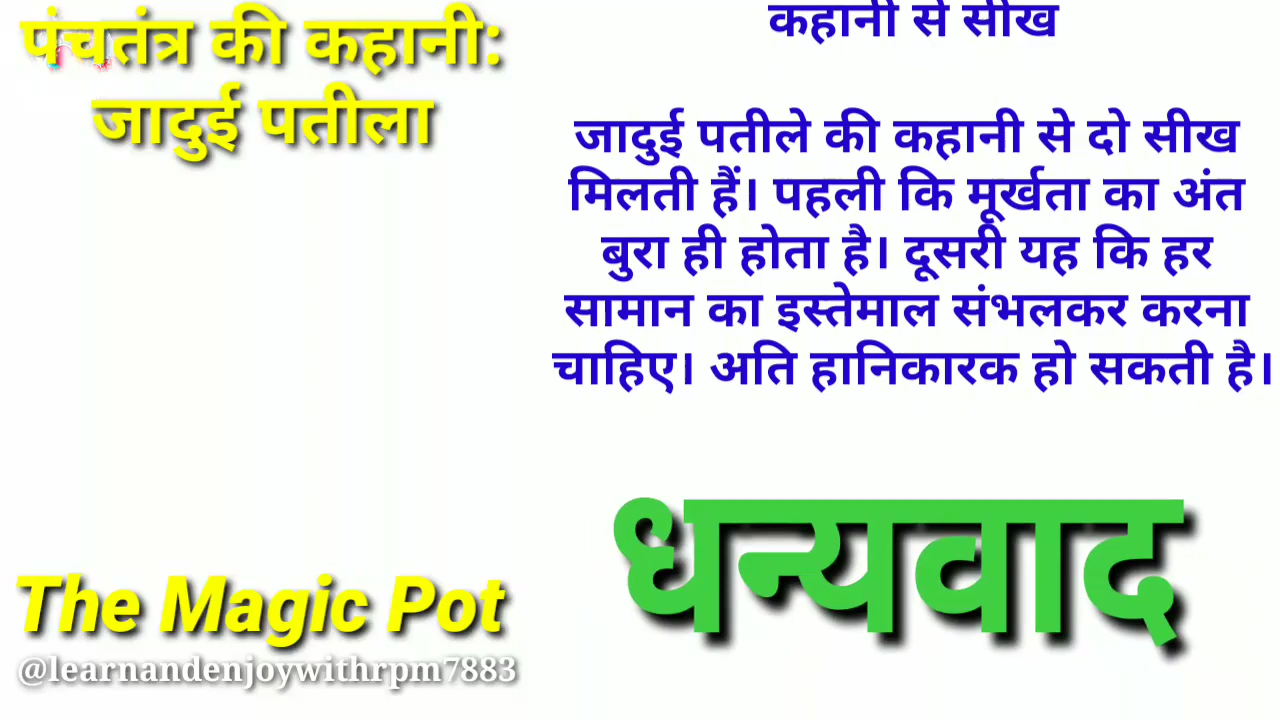 पंचतंत्र की कहानी:
जादुई पतीला
कहानी से सीख
जादुई पतीले की कहानी से दो सीख
मिलती हैं। पहली कि मूर्खता का अंत
बुरा ही होता है। दूसरी यह कि हर
सामान का इस्तेमाल संभलकर करना
चाहिए। अति हानिकारक हो सकती है।
धन्यवाद
The Magic Pot
@learnandenjoywithrpm7883